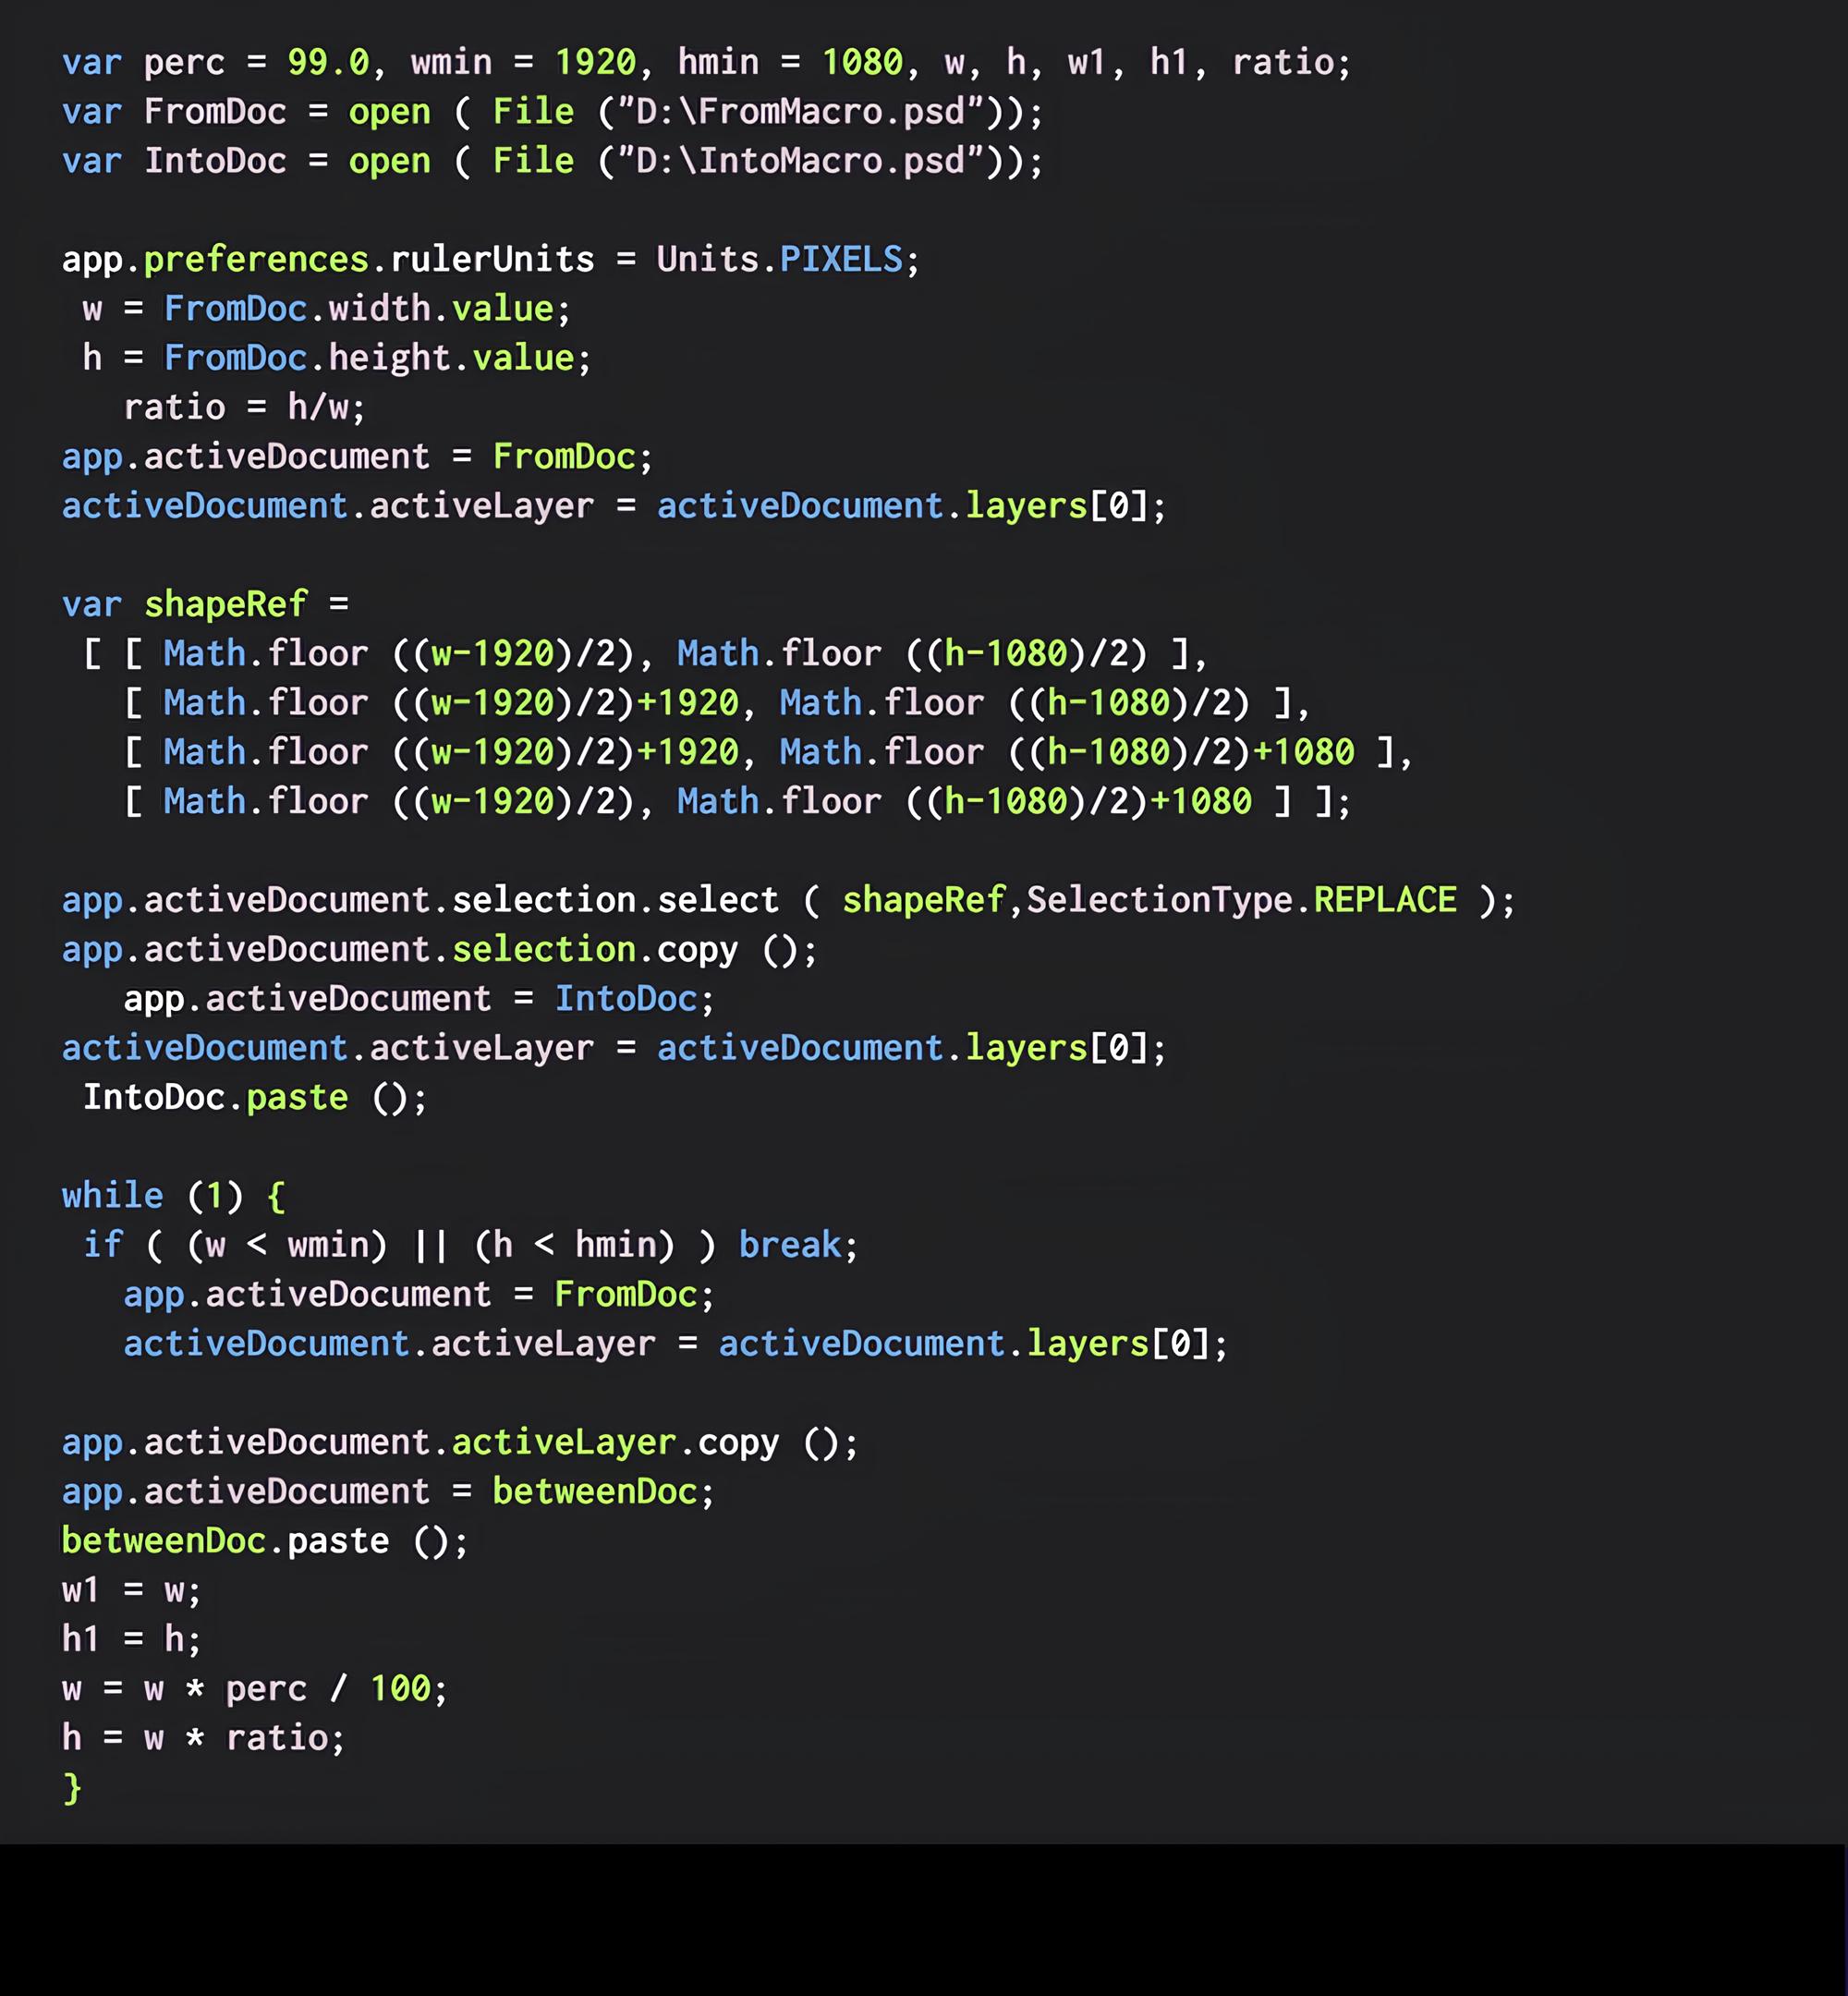 var perc = 99.0, wmin = 1920, hmin = 1080, w, h, w1, h1, ratio;
var FromDoc = open ( File ("D:\FromMacro.psd"));
var IntoDoc = open ( File ("D:\IntoMacro.psd"));
app.preferences.rulerUnits = Units.PIXELS;
w = FromDoc.width.value;
h = FromDoc.height.value;
ratio = h/w;
app.activeDocument = FromDoc;
activeDocument.activeLayer = activeDocument.layers[0];
var shapeRef =
[ [ Math.floor ((w-1920)/2), Math.floor ((h-1080)/2) ],
[ Math.floor ((w-1920)/2)+1920, Math.floor ((h-1080)/2) ],
[ Math.floor ((w-1920)/2)+1920, Math.floor ((h-1080)/2)+1080 ],
[ Math.floor ((w-1920)/2), Math.floor ((h-1080)/2)+1080 ] ];
app.activeDocument.selection.select ( shapeRef,SelectionType.REPLACE );
app.activeDocument.selection.copy ();
app.activeDocument = IntoDoc;
activeDocument.activeLayer = activeDocument.layers[0];
IntoDoc.paste ();
while (1) {
if ( (w < wmin) || (h < hmin) ) break;
app.activeDocument = FromDoc;
activeDocument.activeLayer = activeDocument.layers[0];
app.activeDocument.activeLayer.copy ();
app.activeDocument = betweenDoc;
betweenDoc.paste ();
w1 = w;
h1 = h;
w = w * perc / 100;
h = w * ratio;
}